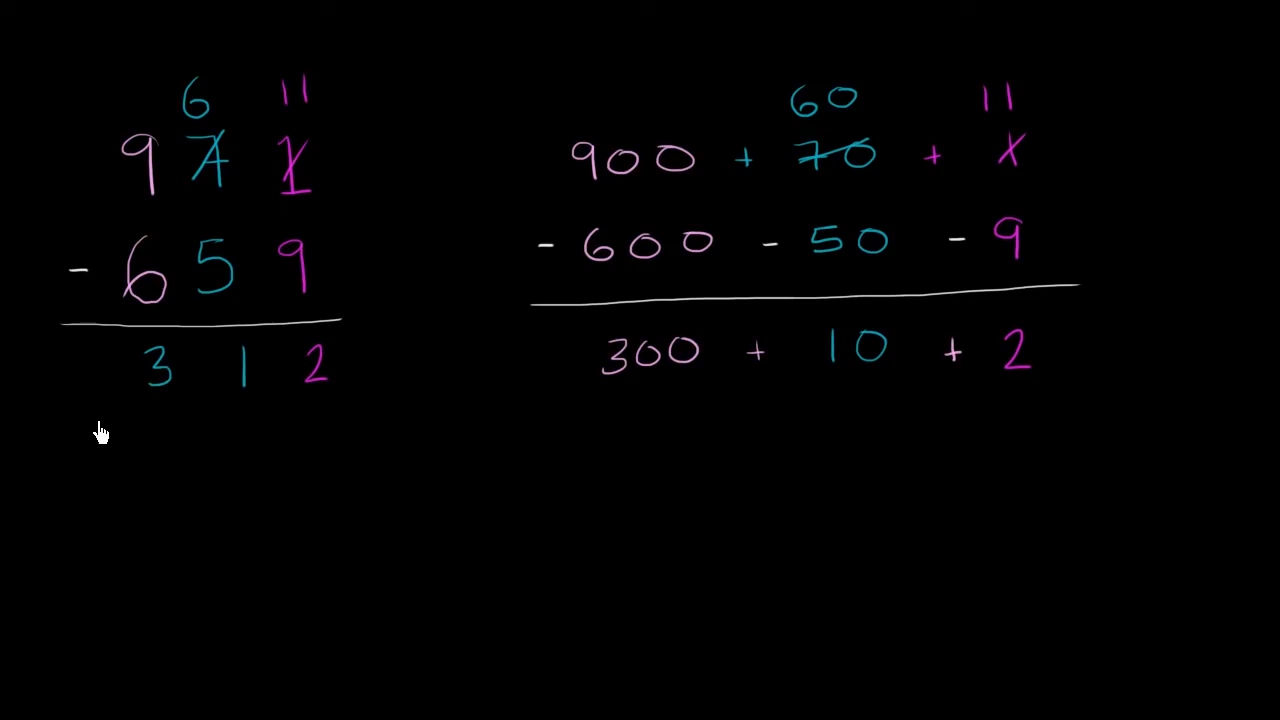 6 11
9 7 1
- 6 5 9
3 1 2
60 11
900 + 70 + 1
- 600 - 50 - 9
300 + 10 + 2